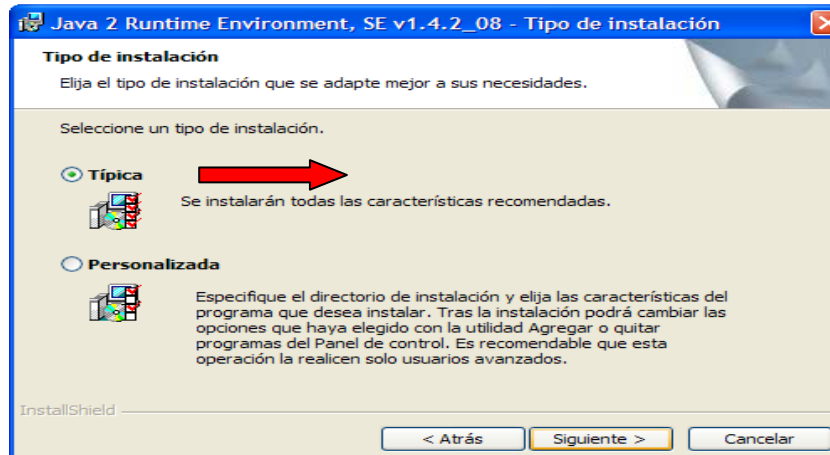 Java 2 Runtime Environment, SE v1.4.2_08 - Tipo de instalación
Tipo de instalación
Elija el tipo de instalación que se adapte mejor a sus necesidades.
Seleccione un tipo de instalación.
Típica
Se instalarán todas las características recomendadas.
Personalizada
Especifique el directorio de instalación y elija las características del
programa que desea instalar. Tras la instalación podrá cambiar las
opciones que haya elegido con la utilidad Agregar o quitar
programas del Panel de control. Es recomendable que esta
operación la realicen solo usuarios avanzados.
InstallShield
< Atrás Siguiente > Cancelar